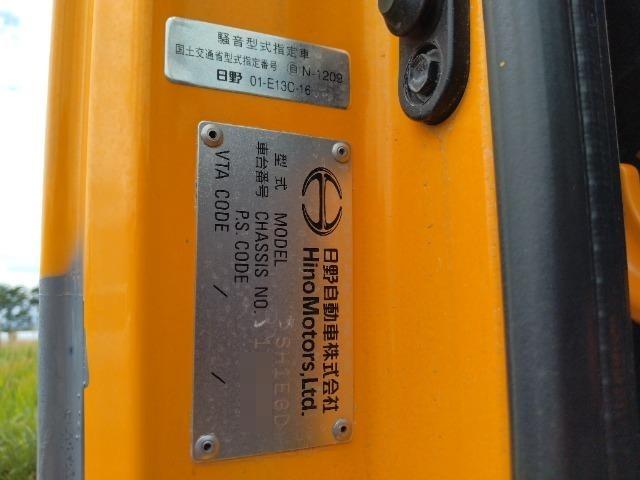 騒音型式指定車
国土交通省型式指定番号 自 N-1209
日野 01-E13C-16
日野自動車株式会社
HinoMotors,Ltd.
型式 MODEL SH1EGD
車台番号 CHASSIS NO.
P.S. CODE / /
VTA CODE